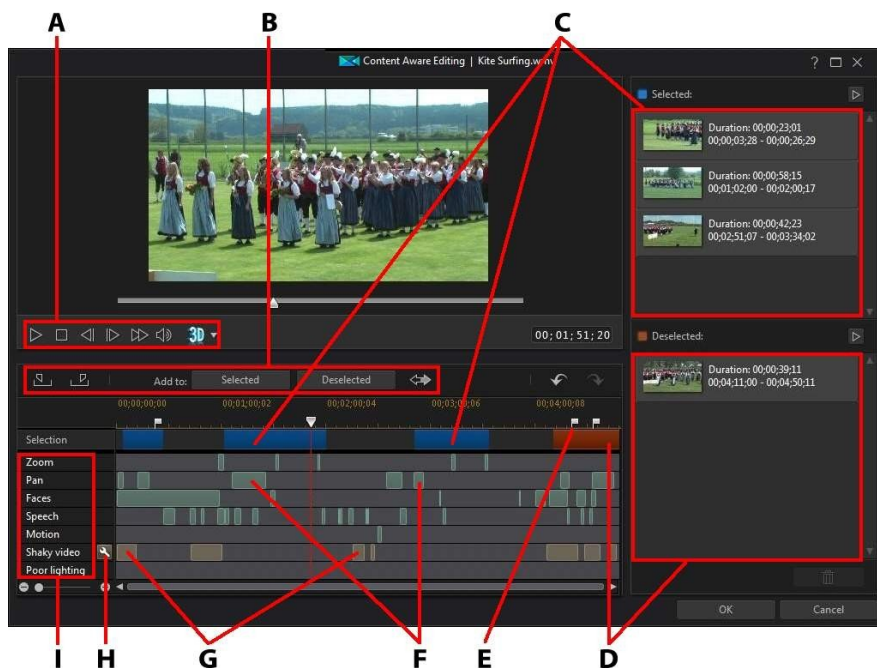 A B C
Content Aware Editing | Kite Surfing.wmv
?
Selected:
Duration: 00;00;23;01
00;00;03;28 - 00;00;26;29
Duration: 00;00;58;15
00;01;02;00 - 00;02;00;17
Duration: 00;00;42;23
00;02;51;07 - 00;03;34;02
3D
00; 01; 51; 20
Deselected:
Duration: 00;00;39;11
00;04;11;00 - 00;04;50;11
Add to: Selected Deselected
00;00;00;00 00;01;00;02 00;02;00;04 00;03;00;06 00;04;00;08
Selection
Zoom
Pan
Faces
Speech
Motion
Shaky video
Poor lighting
OK Cancel
I H G F E D